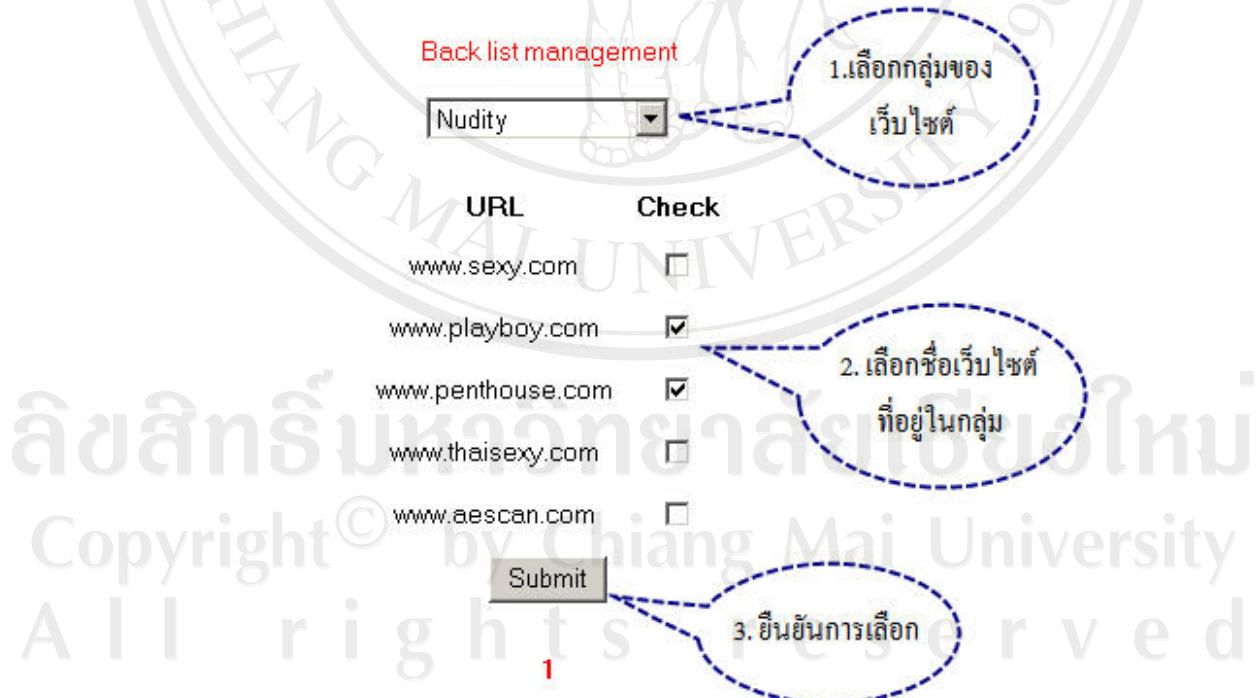 Back list management
1.เลือกกลุ่มของ
เว็บไซต์
Nudity
URL Check
www.sexy.com
www.playboy.com
2. เลือกชื่อเว็บไซต์
ที่อยู่ในกลุ่ม
www.penthouse.com
www.thaisexy.com
www.aescan.com
Submit
3. ยืนยันการเลือก
1
CHIANG MAI UNIVERSITY 196
ลิขสิทธิ์มหาวิทยาลัยเชียงใหม่
Copyright© by Chiang Mai University
All rights reserved